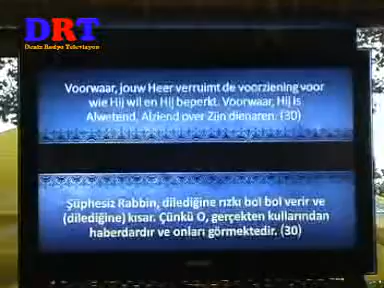 DRT
Deniz Radyo Televizyon
Voorwaar, jouw Heer verruimt de voorziening voor
wie Hij wil en Hij beperkt. Voorwaar, Hij is
Alwetend, Alziend over Zijn dienaren. (30)
Şüphesiz Rabbin, dilediğine rızkı bol bol verir ve
(dilediğine) kısar. Çünkü O, gerçekten kullarından
haberdardır ve onları görmektedir. (30)